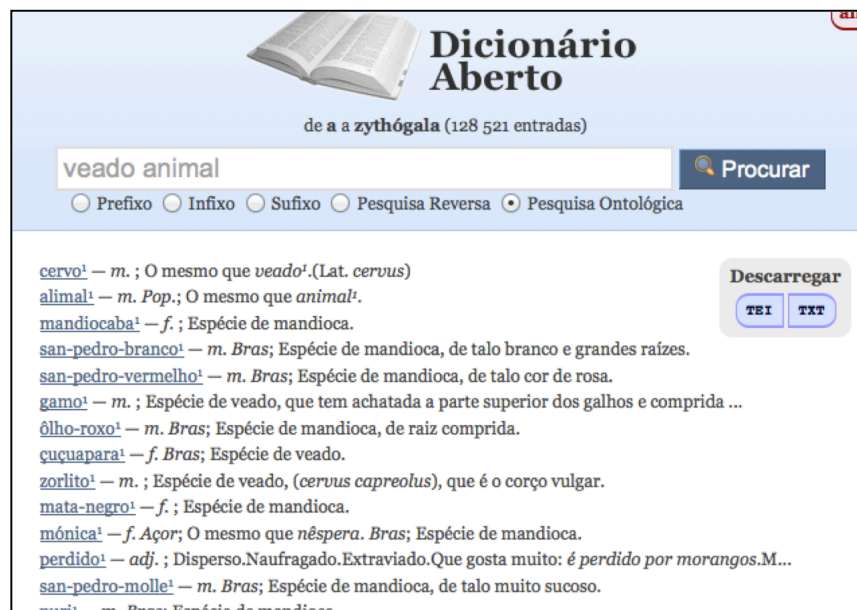 Dicionário
Aberto
de a a zythógala (128 521 entradas)
veado animal
Procurar
Prefixo Infixo Sufixo Pesquisa Reversa Pesquisa Ontológica
cervo¹ — m. ; O mesmo que veado¹.(Lat. cervus)
alimal¹ — m. Pop.; O mesmo que animal¹.
mandiocaba¹ — f. ; Espécie de mandioca.
san-pedro-branco¹ — m. Bras; Espécie de mandioca, de talo branco e grandes raízes.
san-pedro-vermelho¹ — m. Bras; Espécie de mandioca, de talo cor de rosa.
gamo¹ — m. ; Espécie de veado, que tem achatada a parte superior dos galhos e comprida ...
ôlho-roxo¹ — m. Bras; Espécie de mandioca, de raiz comprida.
çuçuapara¹ — f. Bras; Espécie de veado.
zorlito¹ — m. ; Espécie de veado, (cervus capreolus), que é o corço vulgar.
mata-negro¹ — f. ; Espécie de mandioca.
mónica¹ — f. Açor; O mesmo que nêspera. Bras; Espécie de mandioca.
perdido¹ — adj. ; Disperso.Naufragado.Extraviado.Que gosta muito: é perdido por morangos.M...
san-pedro-molle¹ — m. Bras; Espécie de mandioca, de talo muito sucoso.
m. Bras; Espécie de mandioca
Descarregar
TEI TXT